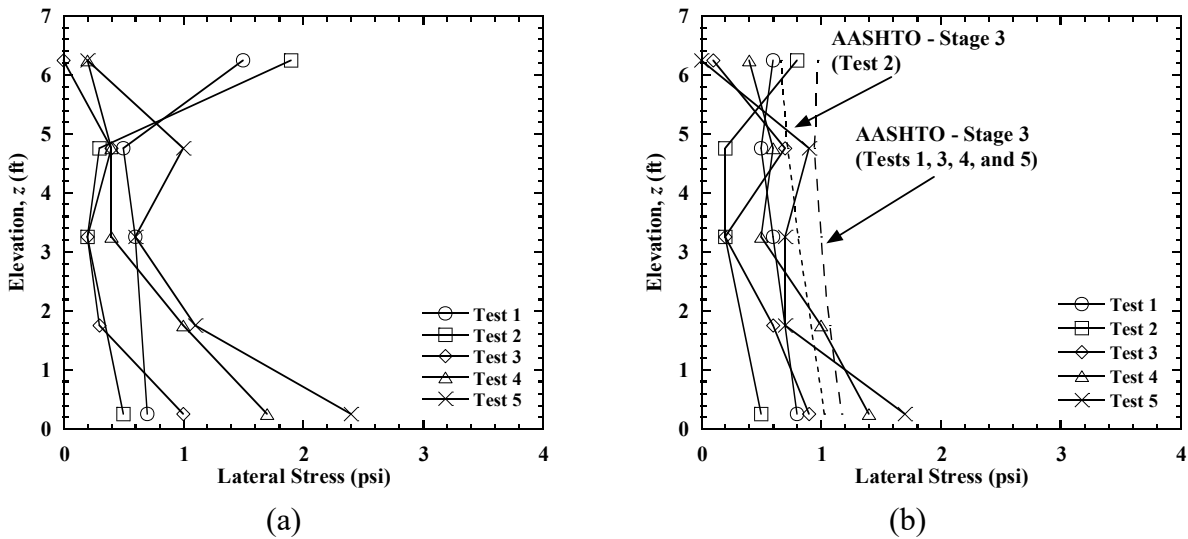 7
6
5
4
3
2
1
0
Elevation, z (ft)
Test 1
Test 2
Test 3
Test 4
Test 5
0 1 2 3 4
Lateral Stress (psi)
(a)
7
6
5
4
3
2
1
0
Elevation, z (ft)
AASHTO - Stage 3
(Test 2)
AASHTO - Stage 3
(Tests 1, 3, 4, and 5)
Test 1
Test 2
Test 3
Test 4
Test 5
0 1 2 3 4
Lateral Stress (psi)
(b)